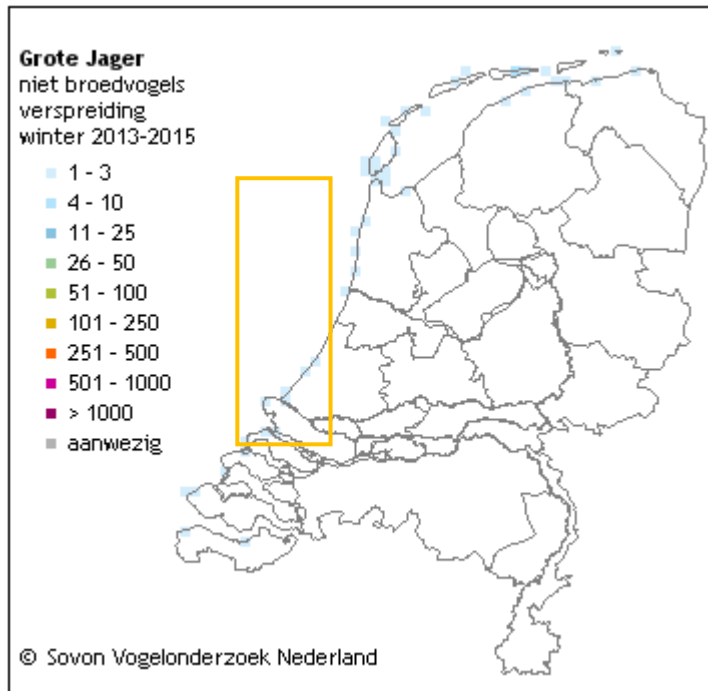 Grote Jager
niet broedvogels
verspreiding
winter 2013-2015
1 - 3
4 - 10
11 - 25
26 - 50
51 - 100
101 - 250
251 - 500
501 - 1000
> 1000
aanwezig
© Sovon Vogelonderzoek Nederland